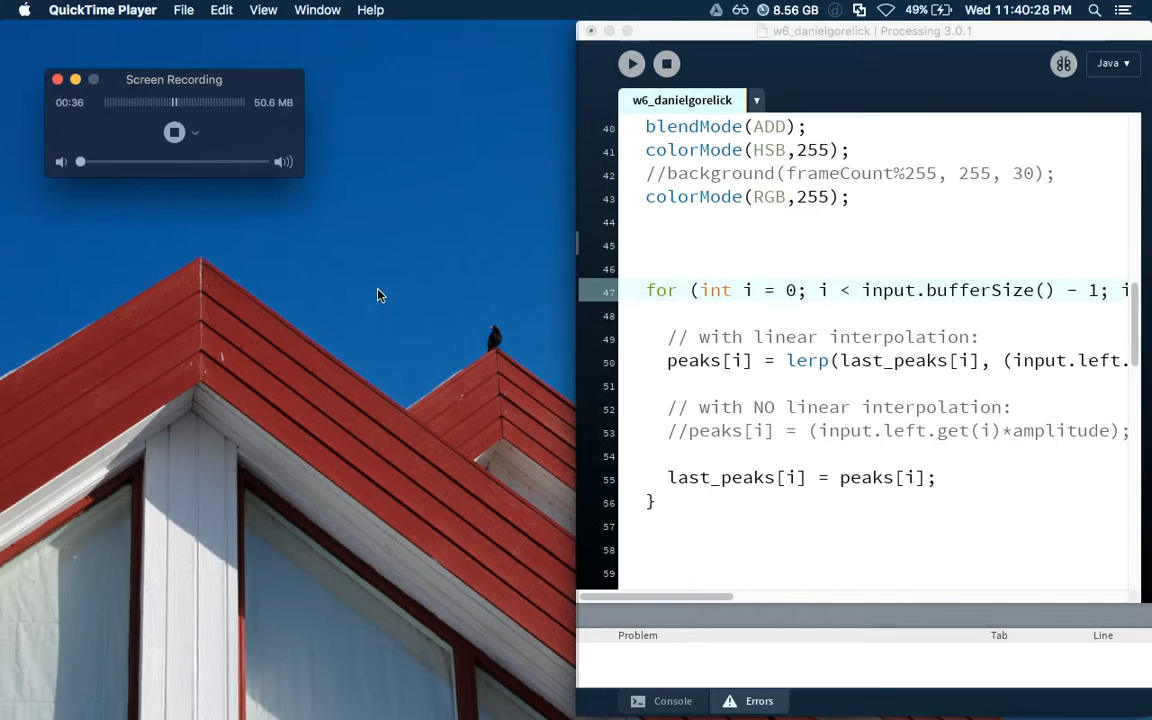 QuickTime Player File Edit View Window Help 8.56 GB 49% Wed 11:40:28 PM
Screen Recording
00:36 50.6 MB
w6_danielgorelick | Processing 3.0.1
Java
w6_danielgorelick
40 blendMode(ADD);
41 colorMode(HSB,255);
42 //background(frameCount%255, 255, 30);
43 colorMode(RGB,255);
44
45
46
47 for (int i = 0; i < input.bufferSize() - 1; i
48
49 // with linear interpolation:
50 peaks[i] = lerp(last_peaks[i], (input.left.
51
52 // with NO linear interpolation:
53 //peaks[i] = (input.left.get(i)*amplitude);
54
55 last_peaks[i] = peaks[i];
56 }
57
58
59
Problem Tab Line
Console Errors